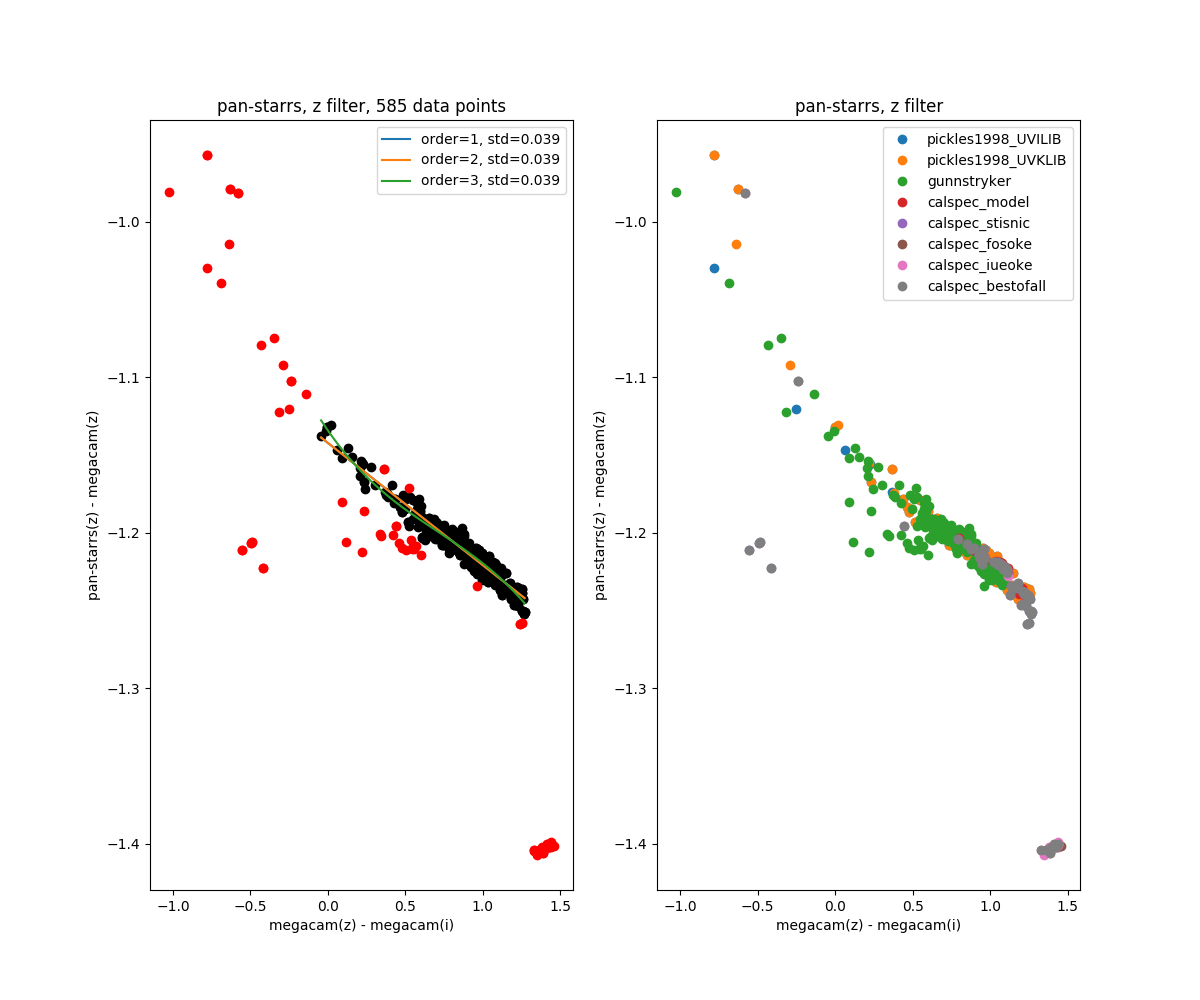 pan-starrs, z filter, 585 data points
order=1, std=0.039
order=2, std=0.039
order=3, std=0.039
−1.0
−1.1
−1.2
−1.3
−1.4
pan-starrs(z) - megacam(z)
−1.0 −0.5 0.0 0.5 1.0 1.5
megacam(z) - megacam(i)
pan-starrs, z filter
pickles1998_UVILIB
pickles1998_UVKLIB
gunnstryker
calspec_model
calspec_stisnic
calspec_fosoke
calspec_iueoke
calspec_bestofall
−1.0
−1.1
−1.2
−1.3
−1.4
pan-starrs(z) - megacam(z)
−1.0 −0.5 0.0 0.5 1.0 1.5
megacam(z) - megacam(i)